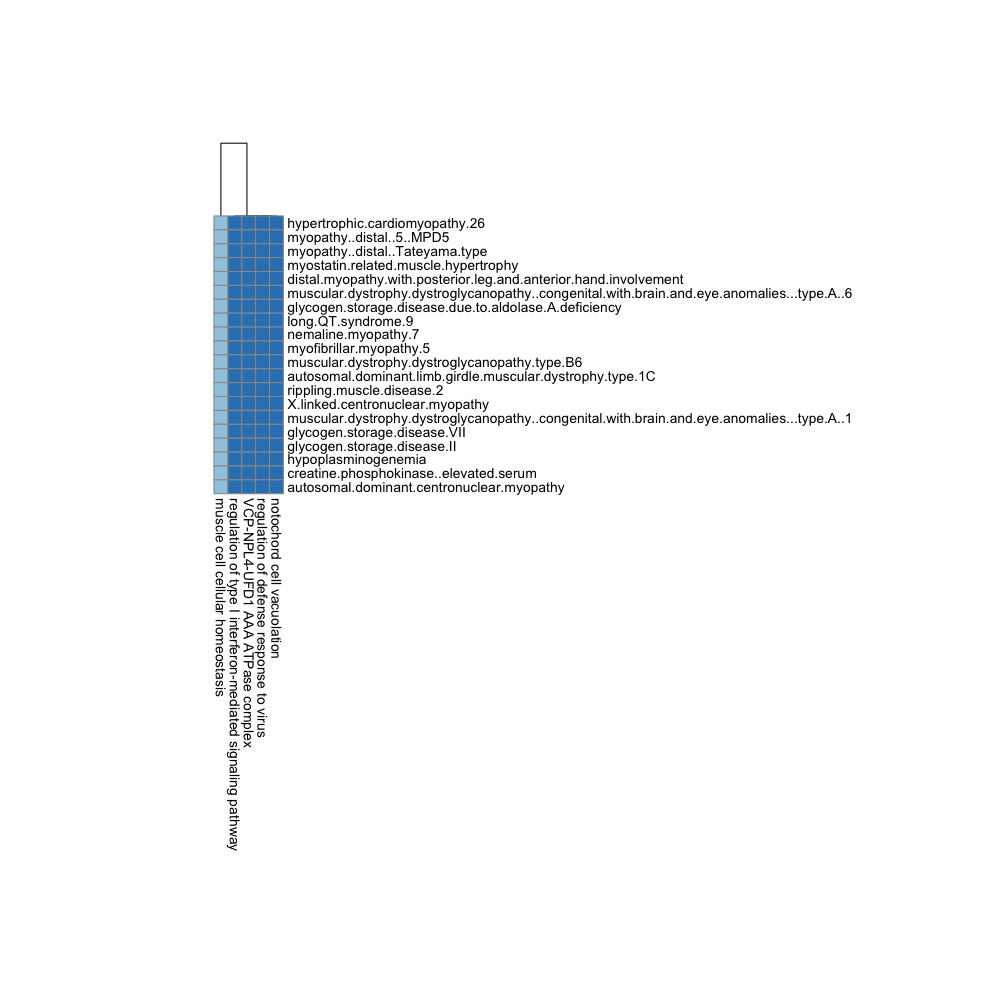 hypertrophic.cardiomyopathy.26
myopathy..distal..5..MPD5
myopathy..distal..Tateyama.type
myostatin.related.muscle.hypertrophy
distal.myopathy.with.posterior.leg.and.anterior.hand.involvement
muscular.dystrophy.dystroglycanopathy..congenital.with.brain.and.eye.anomalies...type.A..6
glycogen.storage.disease.due.to.aldolase.A.deficiency
long.QT.syndrome.9
nemaline.myopathy.7
myofibrillar.myopathy.5
muscular.dystrophy.dystroglycanopathy.type.B6
autosomal.dominant.limb.girdle.muscular.dystrophy.type.1C
rippling.muscle.disease.2
X.linked.centronuclear.myopathy
muscular.dystrophy.dystroglycanopathy..congenital.with.brain.and.eye.anomalies...type.A..1
glycogen.storage.disease.VII
glycogen.storage.disease.II
hypoplasminogenemia
creatine.phosphokinase..elevated.serum
autosomal.dominant.centronuclear.myopathy
muscle cell cellular homeostasis
regulation of type I interferon-mediated signaling pathway
VCP-NPL4-UFD1 AAA ATPase complex
regulation of defense response to virus
notochord cell vacuolation